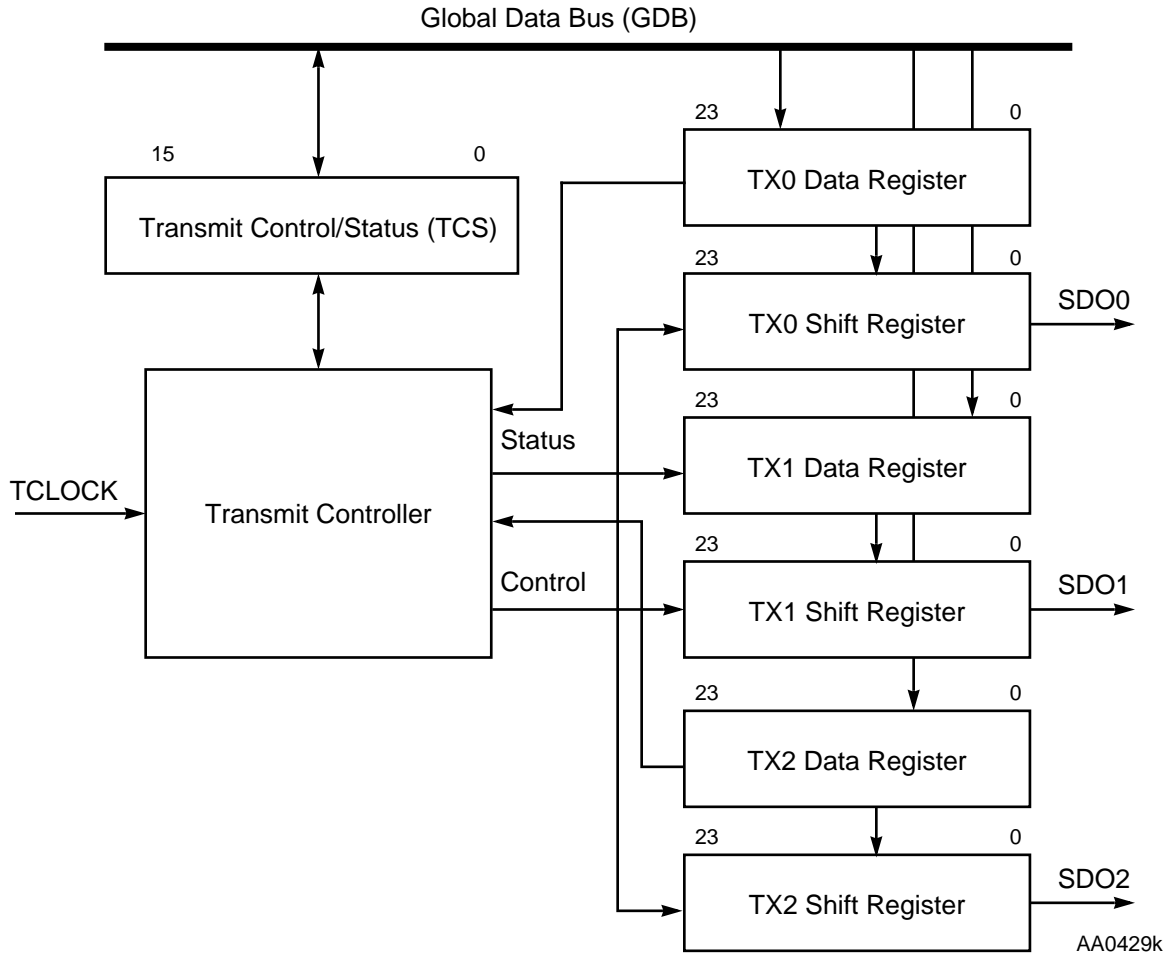 Global Data Bus (GDB)
23 0
15 0
TX0 Data Register
Transmit Control/Status (TCS)
23 0
SDO0
TX0 Shift Register
23 0
Status
TX1 Data Register
TCLOCK
Transmit Controller
23 0
Control
SDO1
TX1 Shift Register
23 0
TX2 Data Register
23 0
SDO2
TX2 Shift Register
AA0429k